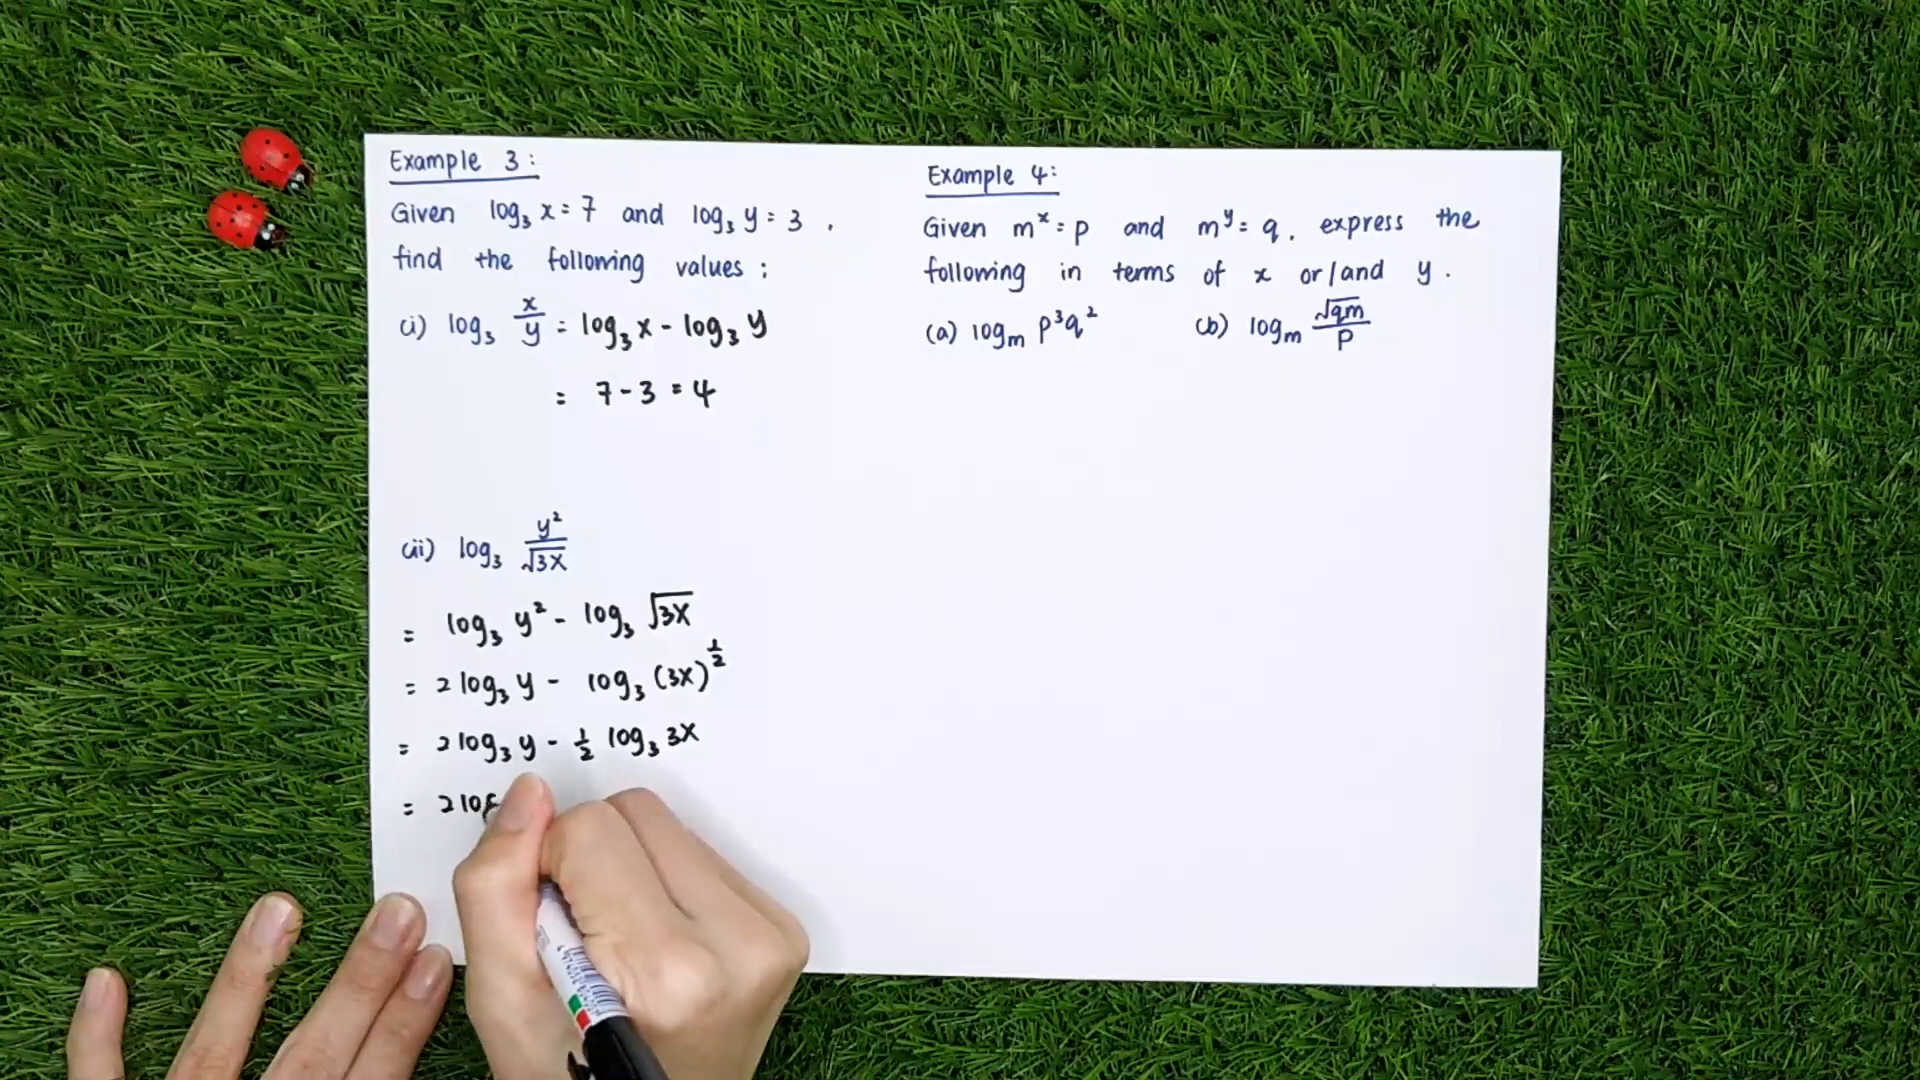 Example 3:
Given log₃ x = 7 and log₃ y = 3 .
find the following values :
(i) log₃ x/y = log₃ x - log₃ y
= 7 - 3 = 4
(ii) log₃ y²/√3x
= log₃ y² - log₃ √3x
= 2 log₃ y - log₃ (3x)^½
= 2 log₃ y - ½ log₃ 3x
= 2 lo
Example 4:
Given mˣ = p and mʸ = q , express the
following in terms of x or/and y .
(a) logₘ p³q² (b) logₘ √qm/p